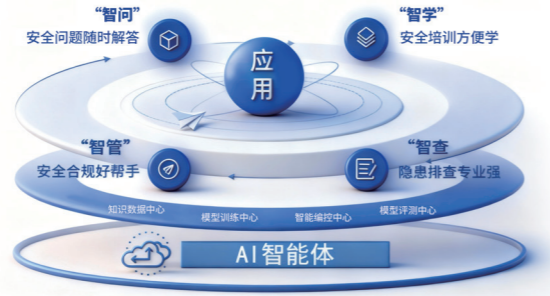 “智问”
安全问题随时解答
“智学”
安全培训方便学
应
用
“智管”
安全合规好帮手
“智查
隐患排查专业强
知识数据中心
模型训练中心
智能编控中心
模型评测中心
AI智能体